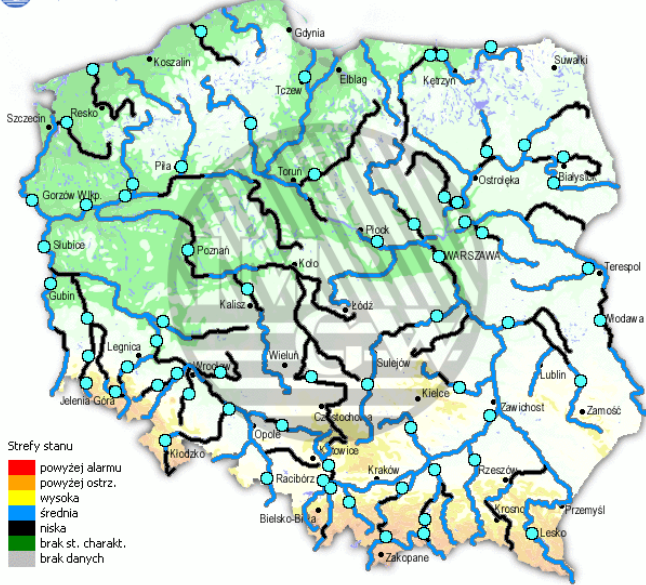 Gdynia
Koszalin
Suwałki
Elbląg
Kętrzyn
Tczew
Resko
Szczecin
Piła
Toruń
Ostrolęka
Białystok
Gorzów Wlkp.
Płock
Słubice
Poznań
WARSZAWA
Koło
Terespol
Gubin
Kalisz
Łódź
Włodawa
Legnica
Wieluń
Sulejów
Wrocław
Lublin
Jelenia Góra
Kielce
Zawichost
Zamość
Częstochowa
Opole
Strefy stanu
Kłodzko
Katowice
powyżej alarmu
Racibórz
Kraków
Rzeszów
powyżej ostrz.
wysoka
Bielsko-Biała
Krosno
Przemyśl
średnia
niska
Lesko
brak st. charakt.
Zakopane
brak danych